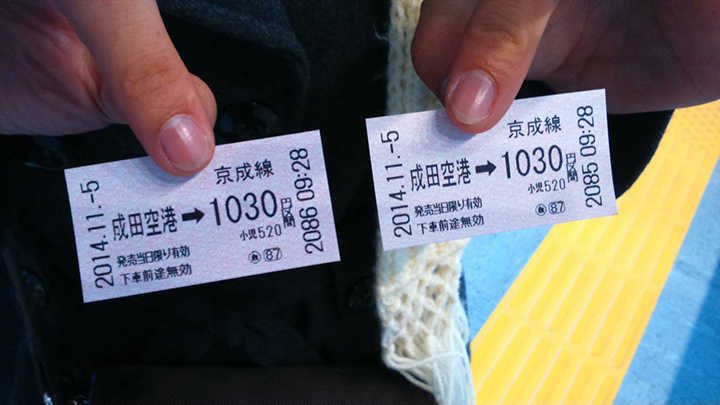 2014.11.-5
京成線
成田空港➡1030円区間
小児520
発売当日限り有効
下車前途無効
㊆
2086 09:28
2014.11.-5
京成線
成田空港➡1030円区間
小児520
発売当日限り有効
下車前途無効
2085 09:28